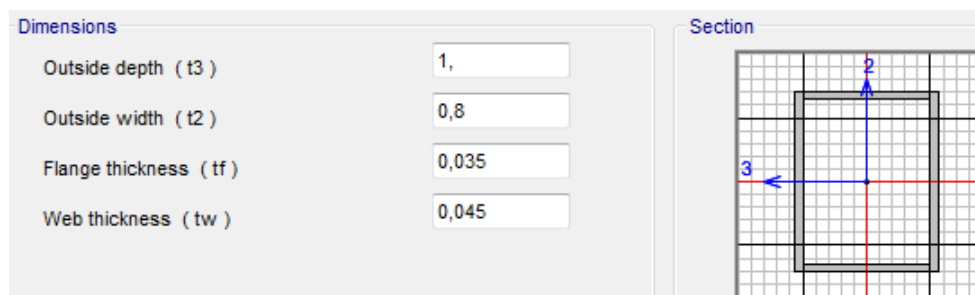 Dimensions
Outside depth ( t3 )
1,
Outside width ( t2 )
0,8
Flange thickness ( tf )
0,035
Web thickness ( tw )
0,045
Section
2
3